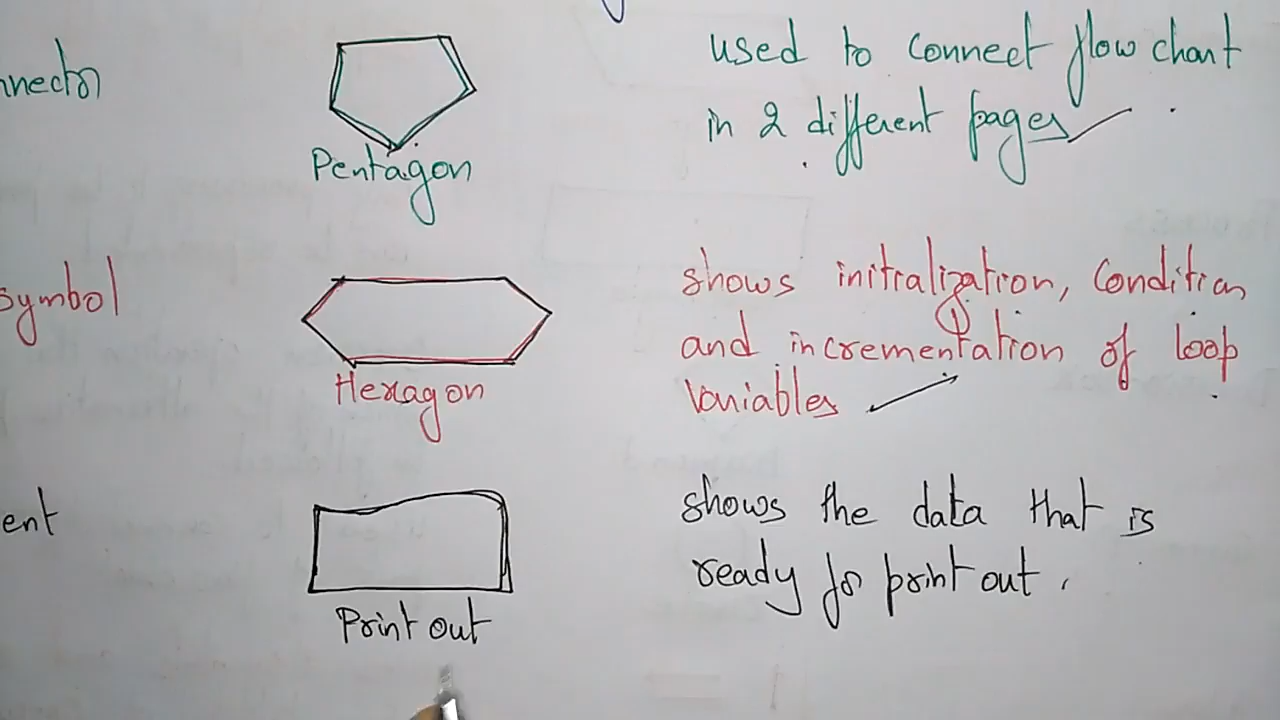 nnector
Pentagon
used to connect flow chart
in 2 different pages
symbol
Hexagon
shows initialization, Condition
and incrementation of loop
variables
ent
Print out
shows the data that is
ready for print out.